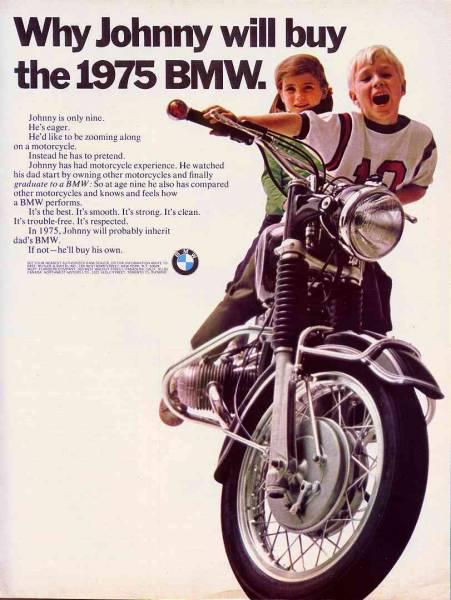 Why Johnny will buy
the 1975 BMW.
Johnny is only nine.
He's eager.
He'd like to be zooming along
on a motorcycle.
Instead he has to pretend.
Johnny has had motorcycle experience. He watched
his dad start by owning other motorcycles and finally
graduate to a BMW. So at age nine he also has compared
other motorcycles and knows and feels how
a BMW performs.
It's the best. It's smooth. It's strong. It's clean.
It's trouble-free. It's respected.
In 1975, Johnny will probably inherit
dad's BMW.
If not—he'll buy his own.
BMW